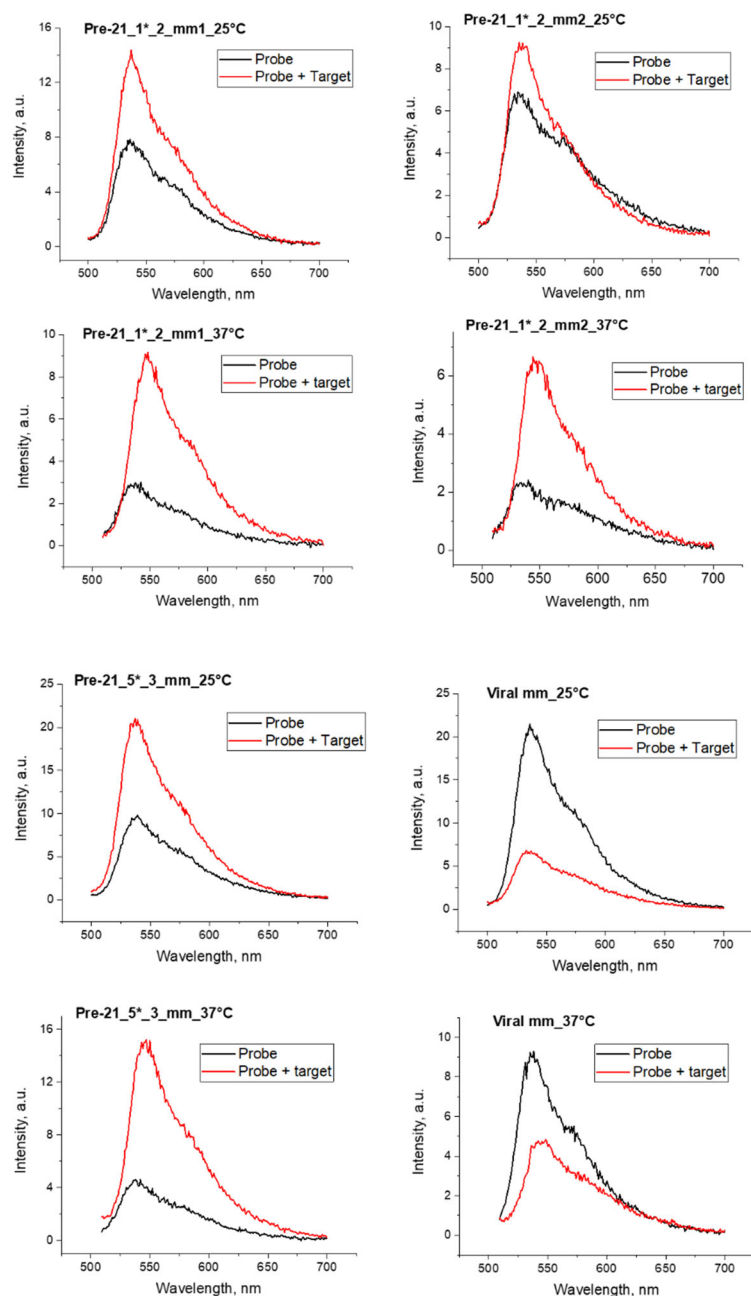 Pre-21_1*_2_mm1_25°C
Intensity, a.u.
16
12
8
4
0
Probe
Probe + Target
500 550 600 650 700
Wavelength, nm
Pre-21_1*_2_mm2_25°C
Intensity, a.u.
10
8
6
4
2
0
Probe
Probe + Target
500 550 600 650 700
Wavelength, nm
Pre-21_1*_2_mm1_37°C
Intensity, a.u.
10
8
6
4
2
0
Probe
Probe + target
500 550 600 650 700
Wavelength, nm
Pre-21_1*_2_mm2_37°C
Intensity, a.u.
8
6
4
2
0
Probe
Probe + target
500 550 600 650 700
Wavelength, nm
Pre-21_5*_3_mm_25°C
Intensity, a.u.
25
20
15
10
5
0
Probe
Probe + Target
500 550 600 650 700
Wavelength, nm
Viral mm_25°C
Intensity, a.u.
25
20
15
10
5
0
Probe
Probe + Target
500 550 600 650 700
Wavelength, nm
Pre-21_5*_3_mm_37°C
Intensity, a.u.
16
12
8
4
0
Probe
Probe + target
500 550 600 650 700
Wavelength, nm
Viral mm_37°C
Intensity, a.u.
10
8
6
4
2
0
Probe
Probe + target
500 550 600 650 700
Wavelength, nm